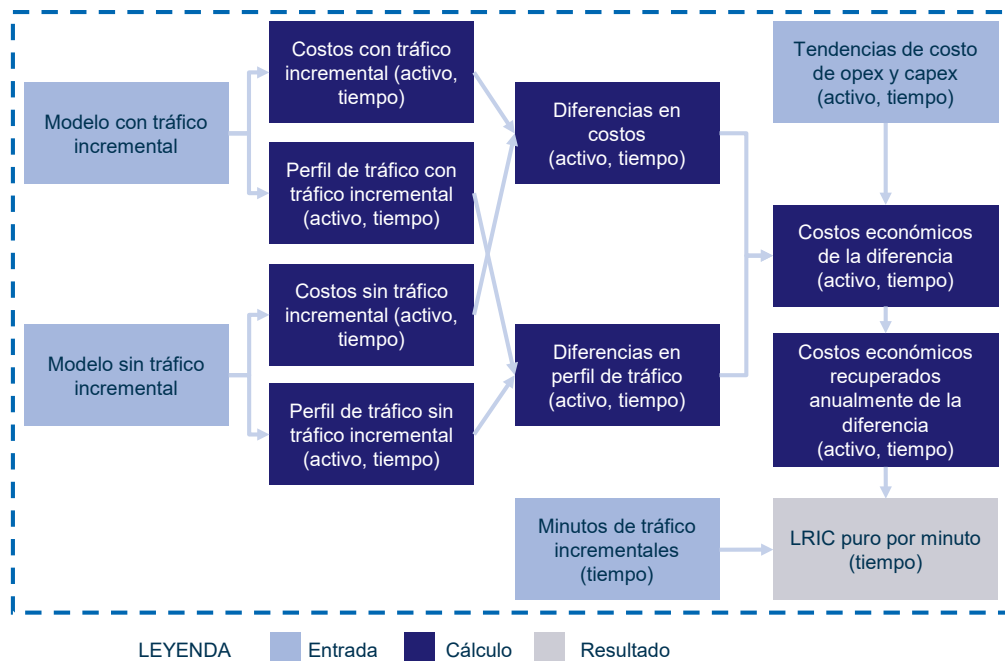 Modelo con tráfico
incremental
Modelo sin tráfico
incremental
Costos con tráfico
incremental (activo,
tiempo)
Perfil de tráfico con
tráfico incremental
(activo, tiempo)
Costos sin tráfico
incremental (activo,
tiempo)
Perfil de tráfico sin
tráfico incremental
(activo, tiempo)
Diferencias en
costos
(activo, tiempo)
Diferencias en
perfil de tráfico
(activo, tiempo)
Minutos de tráfico
incrementales
(tiempo)
Tendencias de costo
de opex y capex
(activo, tiempo)
Costos económicos
de la diferencia
(activo, tiempo)
Costos económicos
recuperados
anualmente de la
diferencia
(activo, tiempo)
LRIC puro por minuto
(tiempo)
LEYENDA
Entrada
Cálculo
Resultado